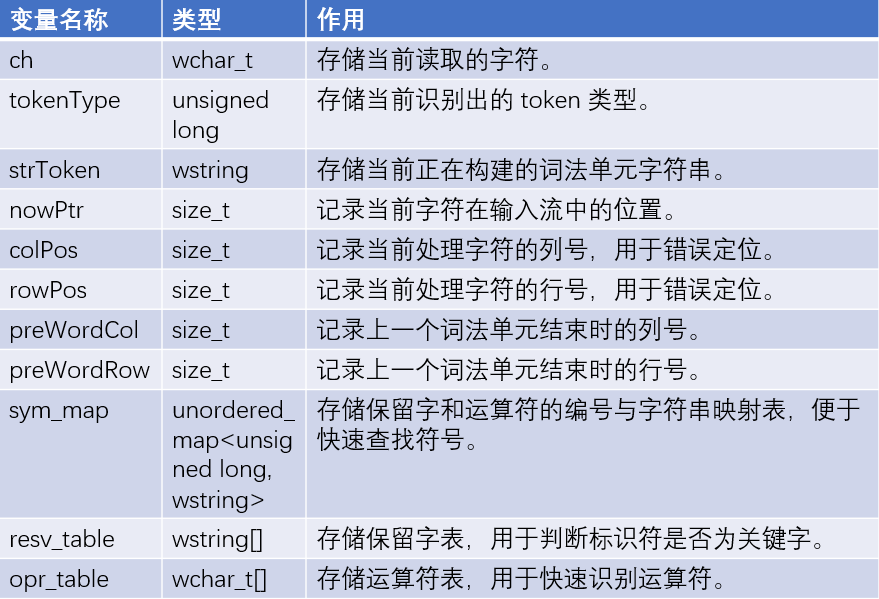 变量名称 类型 作用
ch wchar_t 存储当前读取的字符。
tokenType unsigned 存储当前识别出的 token 类型。
long
strToken wstring 存储当前正在构建的词法单元字符串。
nowPtr size_t 记录当前字符在输入流中的位置。
colPos size_t 记录当前处理字符的列号，用于错误定位。
rowPos size_t 记录当前处理字符的行号，用于错误定位。
preWordCol size_t 记录上一个词法单元结束时的列号。
preWordRow size_t 记录上一个词法单元结束时的行号。
sym_map unordered_ 存储保留字和运算符的编号与字符串映射表，便于
map<unsig 快速查找符号。
ned long,
wstring>
resv_table wstring[] 存储保留字表，用于判断标识符是否为关键字。
opr_table wchar_t[] 存储运算符表，用于快速识别运算符。